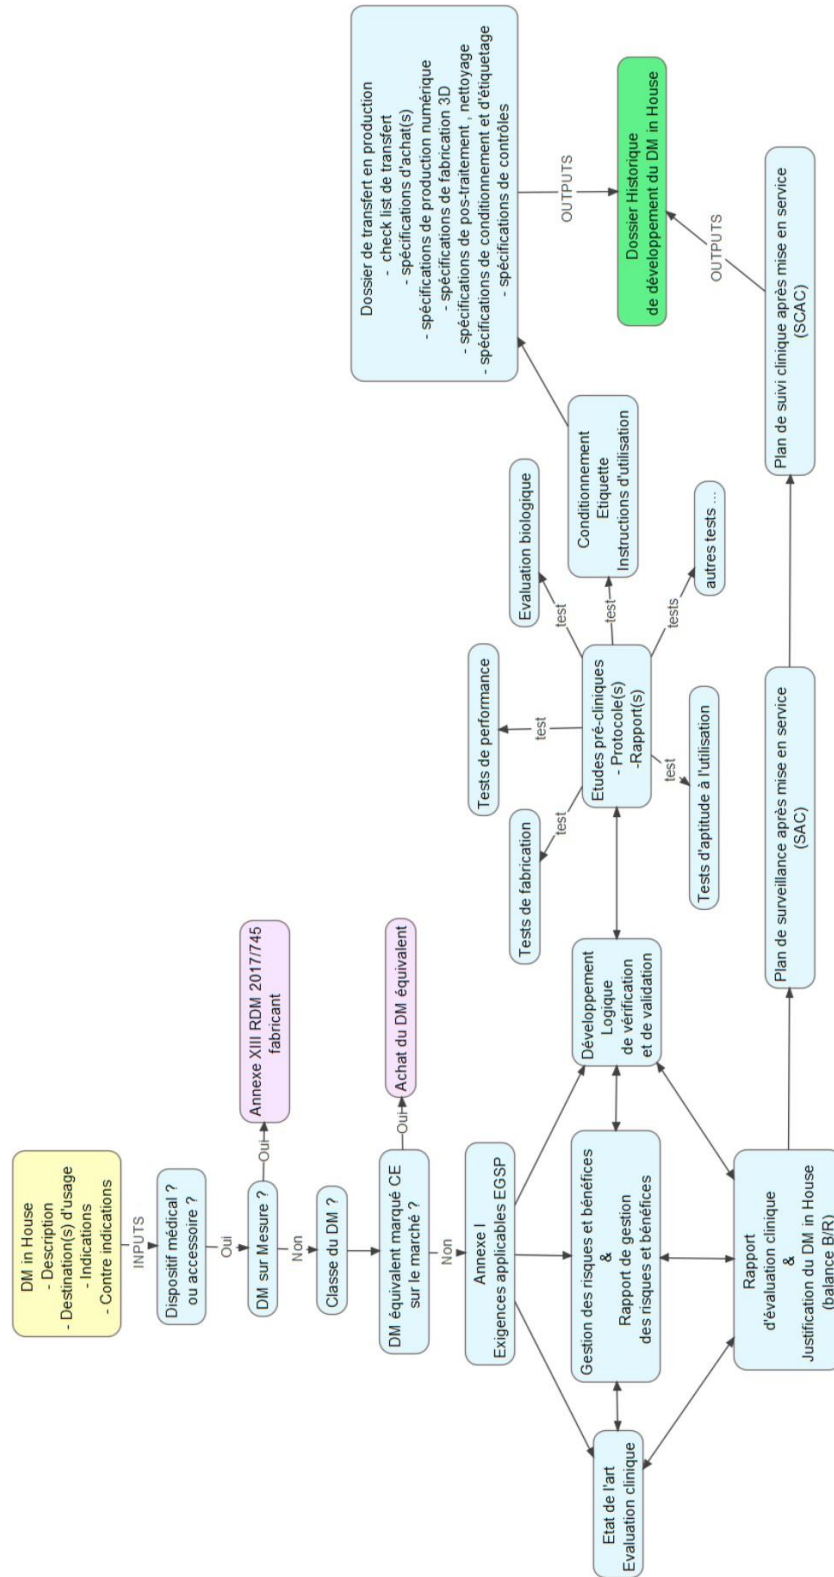 DM in House
- Description
- Destination(s) d'usage
- Indications
- Contre indications
INPUTS
Dispositif médical ?
ou accessoire ?
Oui
DM sur Mesure ?
Oui
Annexe XIII RDM 2017/745
fabricant
Non
Classe du DM ?
DM équivalent marqué CE
sur le marché ?
Oui
Achat du DM équivalent
Non
Annexe I
Exigences applicables EGSP
Etat de l'art
Evaluation clinique
Gestion des risques et bénéfices
&
Rapport de gestion
des risques et bénéfices
Développement
Logique
de vérification
et de validation
Rapport
d'évaluation clinique
&
Justification du DM in House
(balance B/R)
Etudes pré-cliniques
- Protocole(s)
-Rapport(s)
test
Tests de fabrication
test
Tests de performance
test
Evaluation biologique
test
Conditionnement
Etiquette
Instructions d'utilisation
tests
autres tests ...
test
Tests d'aptitude à l'utilisation
Dossier de transfert en production
- check list de transfert
- spécifications d'achat(s)
- spécifications de production numérique
- spécifications de fabrication 3D
- spécifications de pos-traitement , nettoyage
- spécifications de conditionnement et d'étiquetage
- spécifications de contrôles
OUTPUTS
Dossier Historique
de développement du DM in House
OUTPUTS
Plan de surveillance après mise en service
(SAC)
Plan de suivi clinique après mise en service
(SCAC)